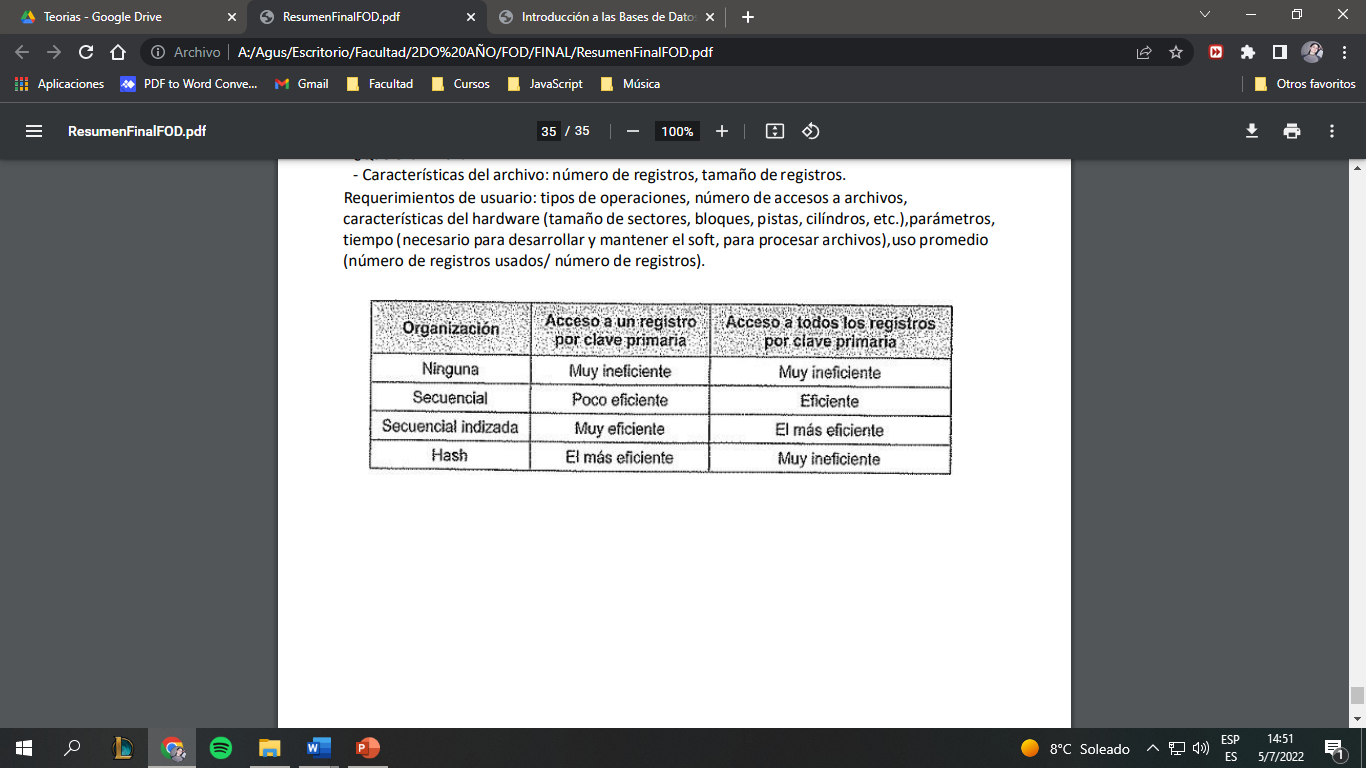 Teorias - Google Drive
ResumenFinalFOD.pdf
Introducción a las Bases de Dato
Archivo
A:/Agus/Escritorio/Facultad/2DO%20AÑO/FOD/FINAL/ResumenFinalFOD.pdf
Aplicaciones
PDF to Word Conve...
Gmail
Facultad
Cursos
JavaScript
Música
Otros favoritos
ResumenFinalFOD.pdf
35 / 35
100%
- Características del archivo: número de registros, tamaño de registros.
Requerimientos de usuario: tipos de operaciones, número de accesos a archivos,
características del hardware (tamaño de sectores, bloques, pistas, cilíndros, etc.),parámetros,
tiempo (necesario para desarrollar y mantener el soft, para procesar archivos),uso promedio
(número de registros usados/ número de registros).
Organización
Acceso a un registro
por clave primaria
Acceso a todos los registros
por clave primaria
Ninguna
Muy ineficiente
Muy ineficiente
Secuencial
Poco eficiente
Eficiente
Secuencial indizada
Muy eficiente
El más eficiente
Hash
El más eficiente
Muy ineficiente
8°C Soleado
ESP
ES
14:51
5/7/2022
1